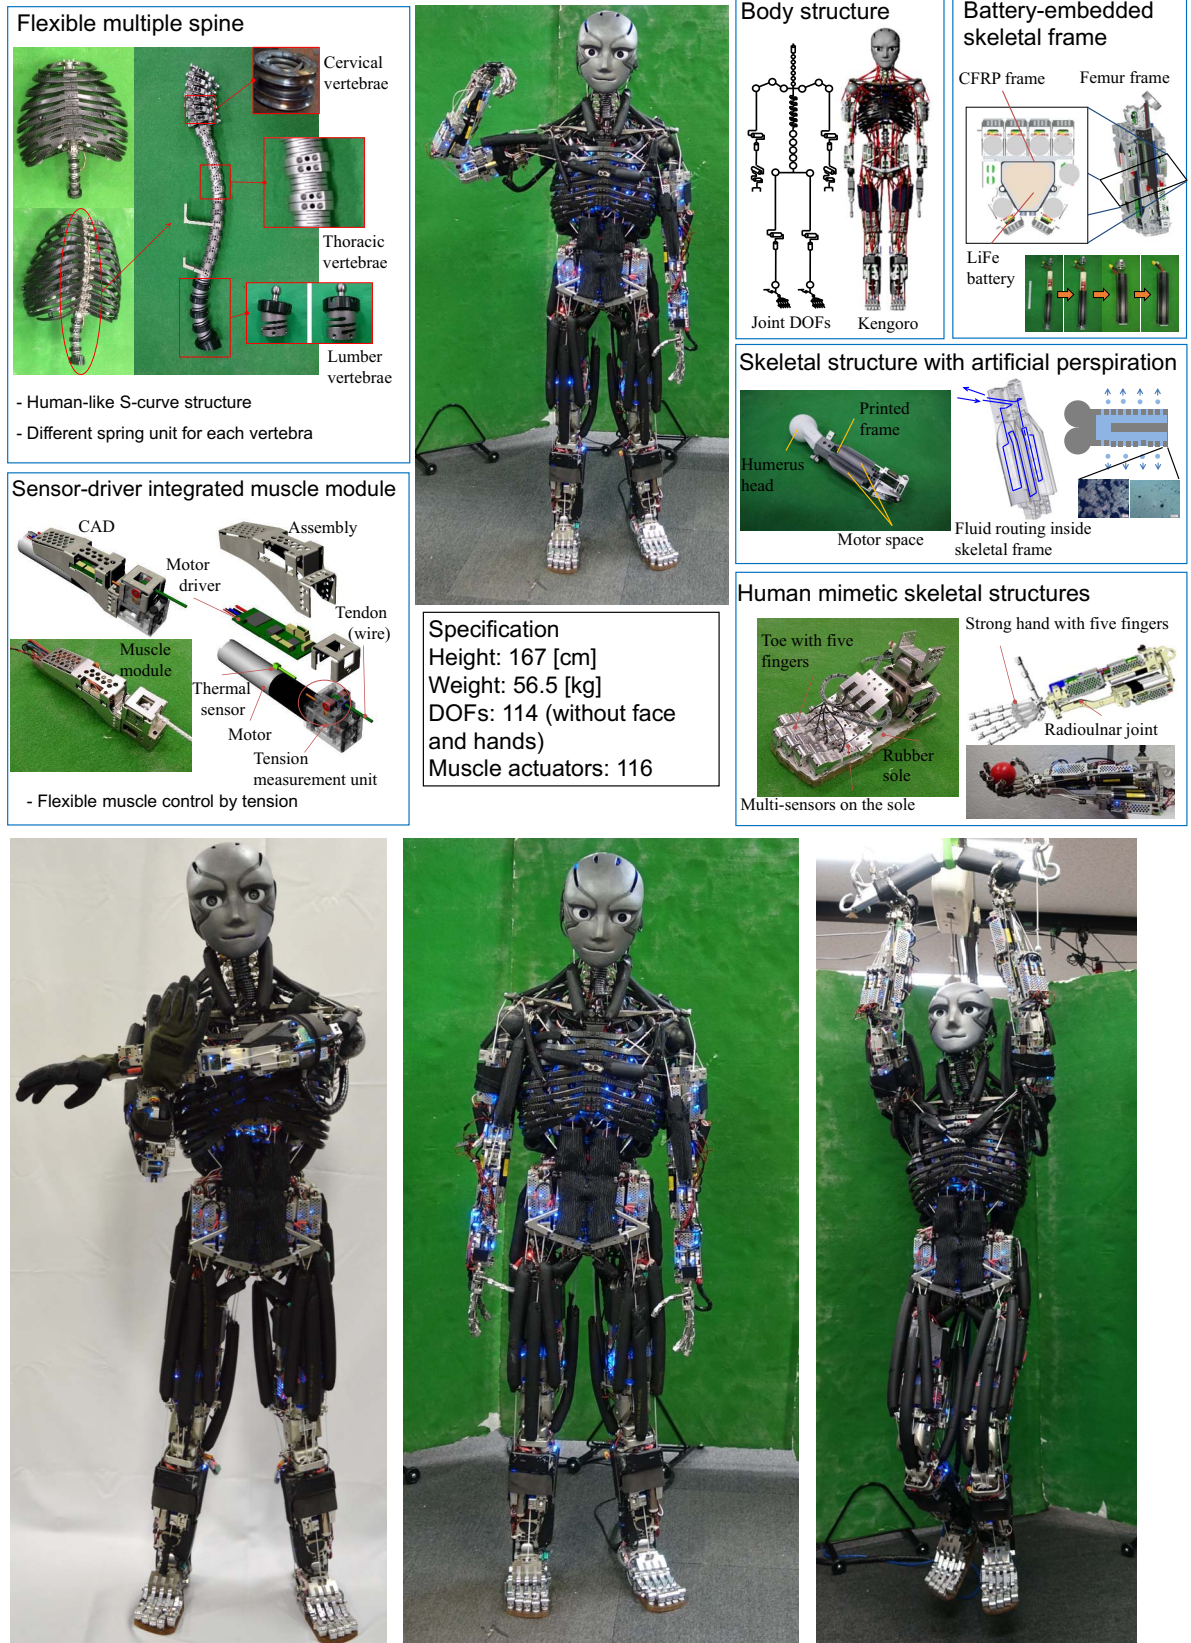 Flexible multiple spine
Cervical
vertebrae
Thoracic
vertebrae
Lumber
vertebrae
- Human-like S-curve structure
- Different spring unit for each vertebra
Sensor-driver integrated muscle module
CAD
Assembly
Motor
driver
Tendon
(wire)
Muscle
module
Thermal
sensor
Motor
Tension
measurement unit
- Flexible muscle control by tension
Specification
Height: 167 [cm]
Weight: 56.5 [kg]
DOFs: 114 (without face
and hands)
Muscle actuators: 116
Body structure
Joint DOFs
Kengoro
Battery-embedded
skeletal frame
CFRP frame
Femur frame
LiFe
battery
Skeletal structure with artificial perspiration
Printed
frame
Humerus
head
Motor space
Fluid routing inside
skeletal frame
Human mimetic skeletal structures
Toe with five
fingers
Rubber
sole
Multi-sensors on the sole
Strong hand with five fingers
Radioulnar joint